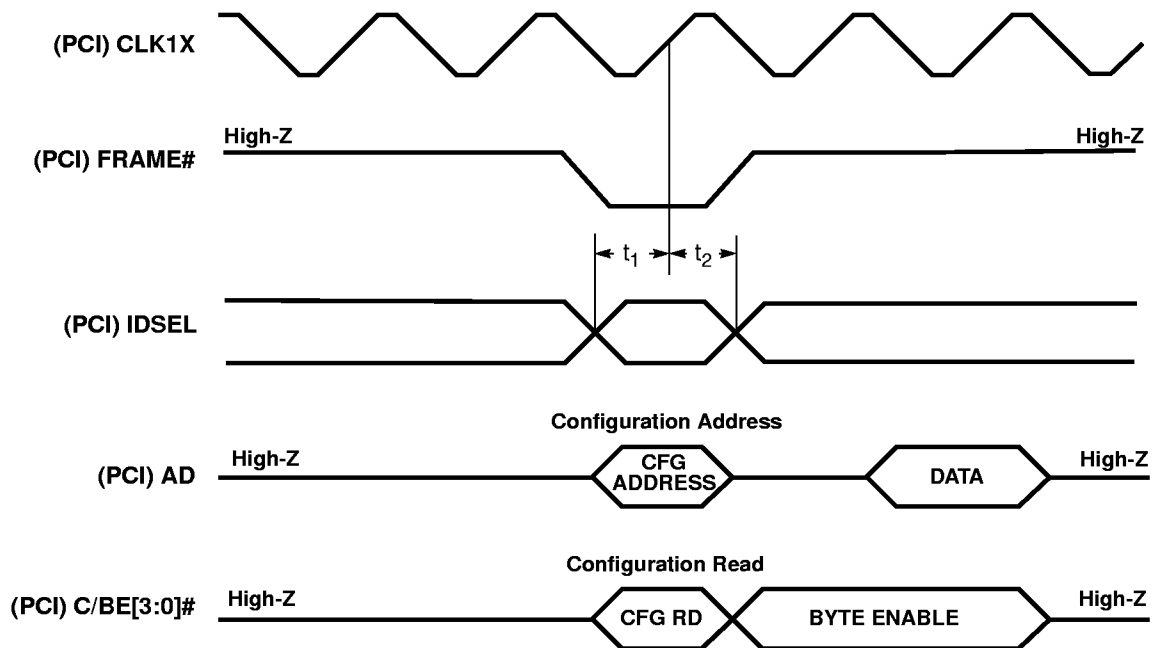 (PCI) CLK1X
High-Z
High-Z
(PCI) FRAME#
t1
t2
(PCI) IDSEL
Configuration Address
High-Z
CFG
ADDRESS
DATA
High-Z
(PCI) AD
Configuration Read
High-Z
CFG RD
BYTE ENABLE
High-Z
(PCI) C/BE[3:0]#